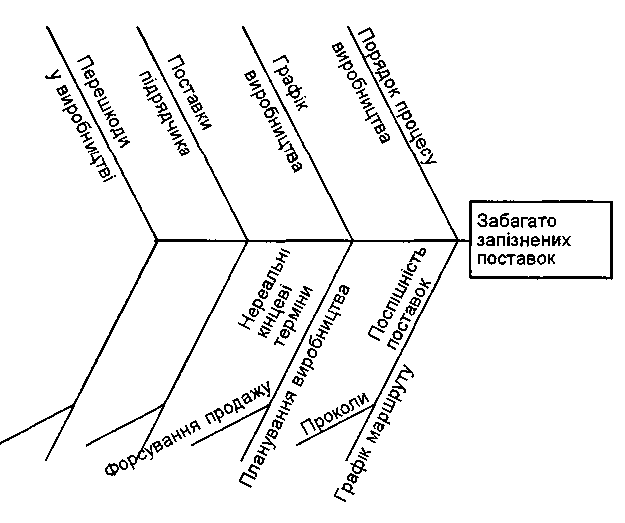 Перешкоди
у виробництві
Поставки
підрядчика
Графік
виробництва
Порядок процесу
виробництва
Забагато
запізнених
поставок
Нереальні
кінцеві
терміни
Поспішність
поставок
Форсування продажу
Планування виробництва
Проколи
Графік маршруту